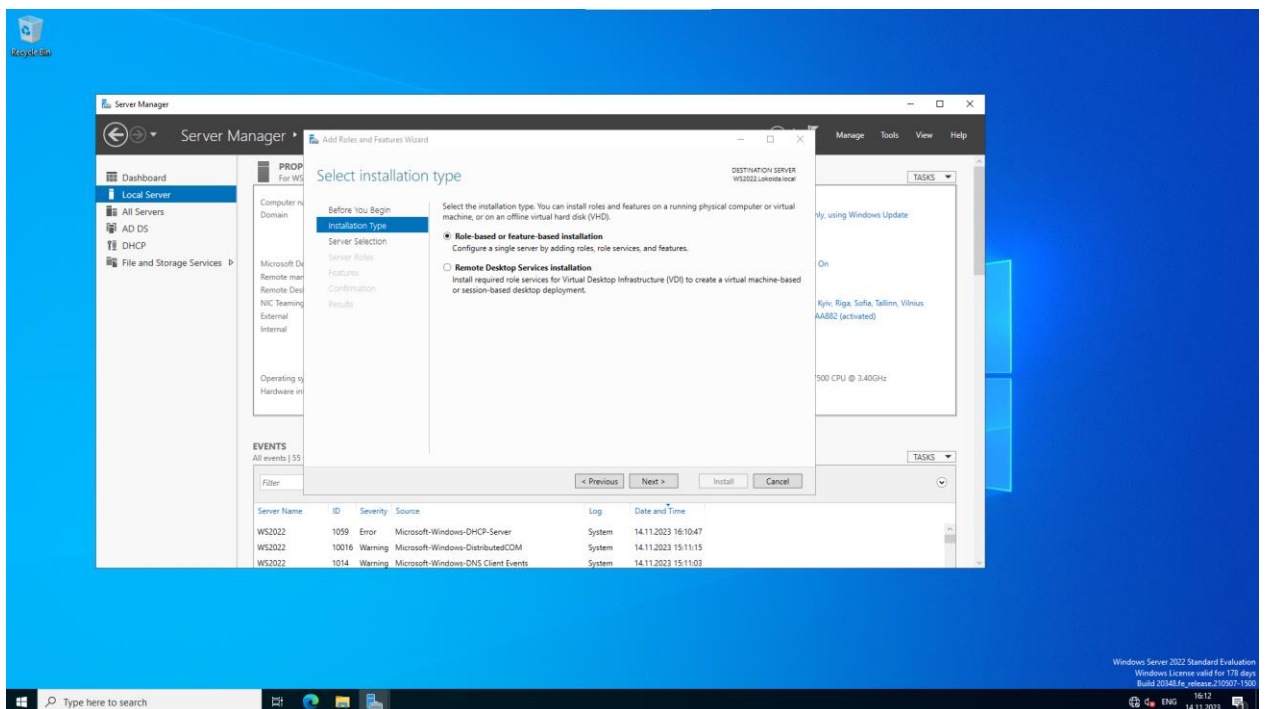 Recycle Bin
Server Manager
Server Manager
Manage Tools View Help
Dashboard
Local Server
All Servers
AD DS
DHCP
File and Storage Services
PROP
For WS
TASKS
Computer n
Domain
Microsoft De
Remote man
Remote Desk
NIC Teaming
External
Internal
Operating sy
Hardware in
nly, using Windows Update
On
Kyiv, Riga, Sofia, Tallinn, Vilnius
AA882 (activated)
7500 CPU @ 3.40GHz
Add Roles and Features Wizard
Select installation type
DESTINATION SERVER
WS2022.Lokoida.local
Before You Begin
Installation Type
Server Selection
Server Roles
Features
Confirmation
Results
Select the installation type. You can install roles and features on a running physical computer or virtual
machine, or on an offline virtual hard disk (VHD).
Role-based or feature-based installation
Configure a single server by adding roles, role services, and features.
Remote Desktop Services installation
Install required role services for Virtual Desktop Infrastructure (VDI) to create a virtual machine-based
or session-based desktop deployment.
< Previous Next > Install Cancel
EVENTS
All events | 55
TASKS
Filter
Server Name ID Severity Source Log Date and Time
WS2022 1059 Error Microsoft-Windows-DHCP-Server System 14.11.2023 16:10:47
WS2022 10016 Warning Microsoft-Windows-DistributedCOM System 14.11.2023 15:11:15
WS2022 1014 Warning Microsoft-Windows-DNS Client Events System 14.11.2023 15:11:03
Windows Server 2022 Standard Evaluation
Windows License valid for 178 days
Build 20348.fe_release.210507-1500
Type here to search
ENG
16:12
14.11.2023